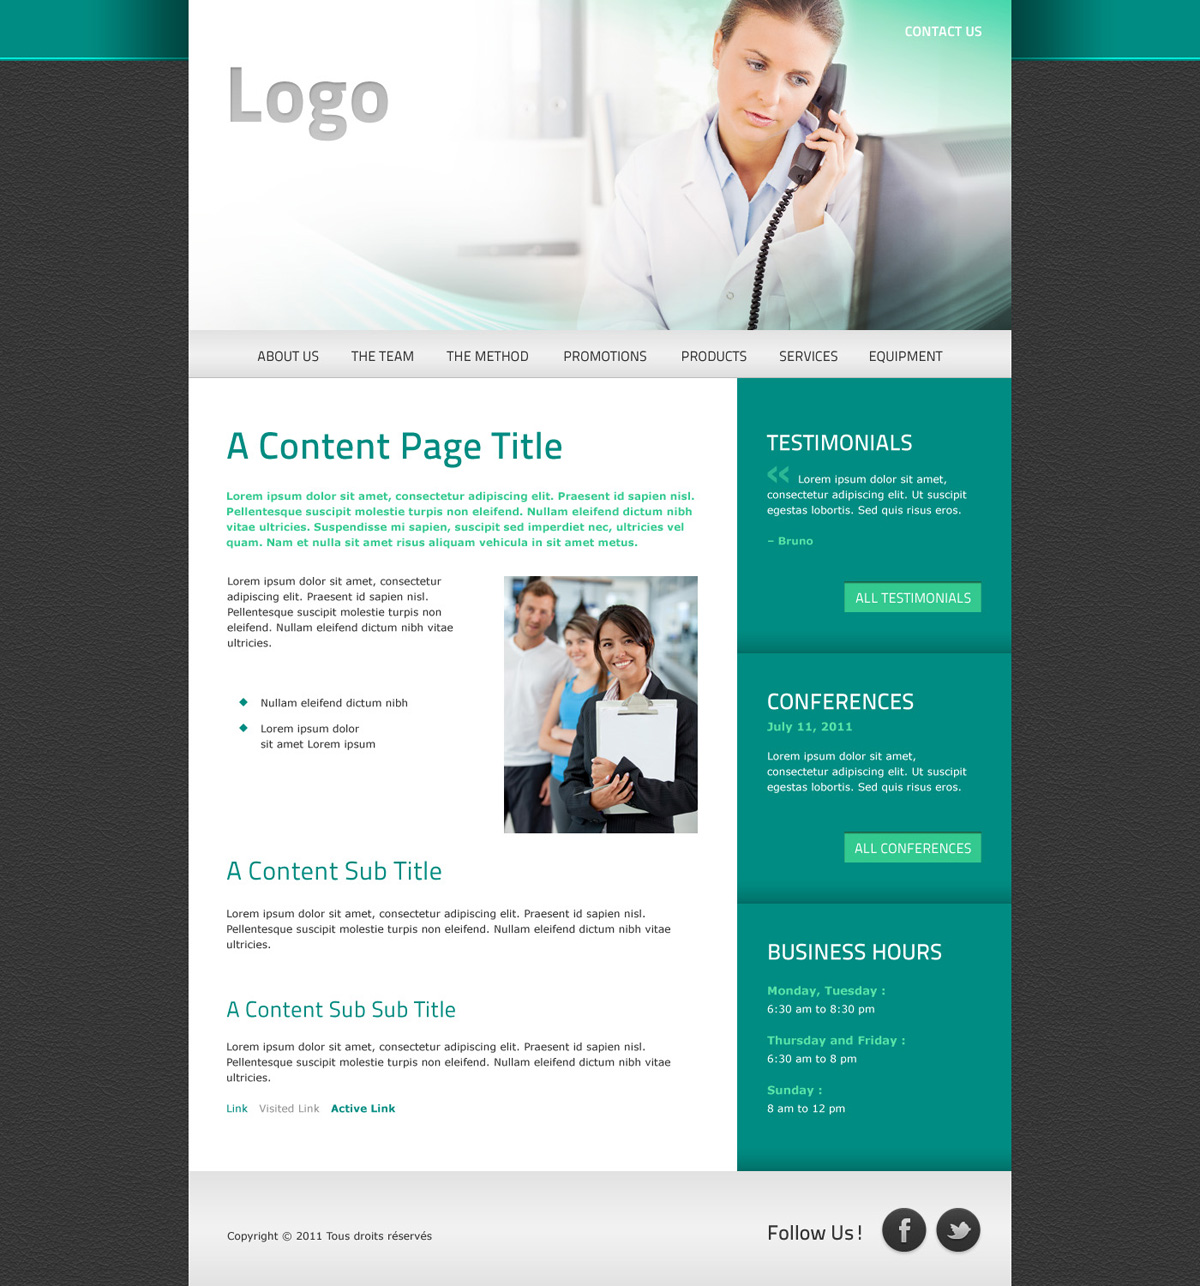 CONTACT US
Logo
ABOUT US THE TEAM THE METHOD PROMOTIONS PRODUCTS SERVICES EQUIPMENT
A Content Page Title
Lorem ipsum dolor sit amet, consectetur adipiscing elit. Praesent id sapien nisl.
Pellentesque suscipit molestie turpis non eleifend. Nullam eleifend dictum nibh
vitae ultricies. Suspendisse mi sapien, suscipit sed imperdiet nec, ultricies vel
quam. Nam et nulla sit amet risus aliquam vehicula in sit amet metus.
Lorem ipsum dolor sit amet, consectetur
adipiscing elit. Praesent id sapien nisl.
Pellentesque suscipit molestie turpis non
eleifend. Nullam eleifend dictum nibh vitae
ultricies.
Nullam eleifend dictum nibh
Lorem ipsum dolor
sit amet Lorem ipsum
A Content Sub Title
Lorem ipsum dolor sit amet, consectetur adipiscing elit. Praesent id sapien nisl.
Pellentesque suscipit molestie turpis non eleifend. Nullam eleifend dictum nibh vitae
ultricies.
A Content Sub Sub Title
Lorem ipsum dolor sit amet, consectetur adipiscing elit. Praesent id sapien nisl.
Pellentesque suscipit molestie turpis non eleifend. Nullam eleifend dictum nibh vitae
ultricies.
Link Visited Link Active Link
TESTIMONIALS
« Lorem ipsum dolor sit amet,
consectetur adipiscing elit. Ut suscipit
egestas lobortis. Sed quis risus eros.
– Bruno
ALL TESTIMONIALS
CONFERENCES
July 11, 2011
Lorem ipsum dolor sit amet,
consectetur adipiscing elit. Ut suscipit
egestas lobortis. Sed quis risus eros.
ALL CONFERENCES
BUSINESS HOURS
Monday, Tuesday :
6:30 am to 8:30 pm
Thursday and Friday :
6:30 am to 8 pm
Sunday :
8 am to 12 pm
Copyright © 2011 Tous droits réservés
Follow Us !
f